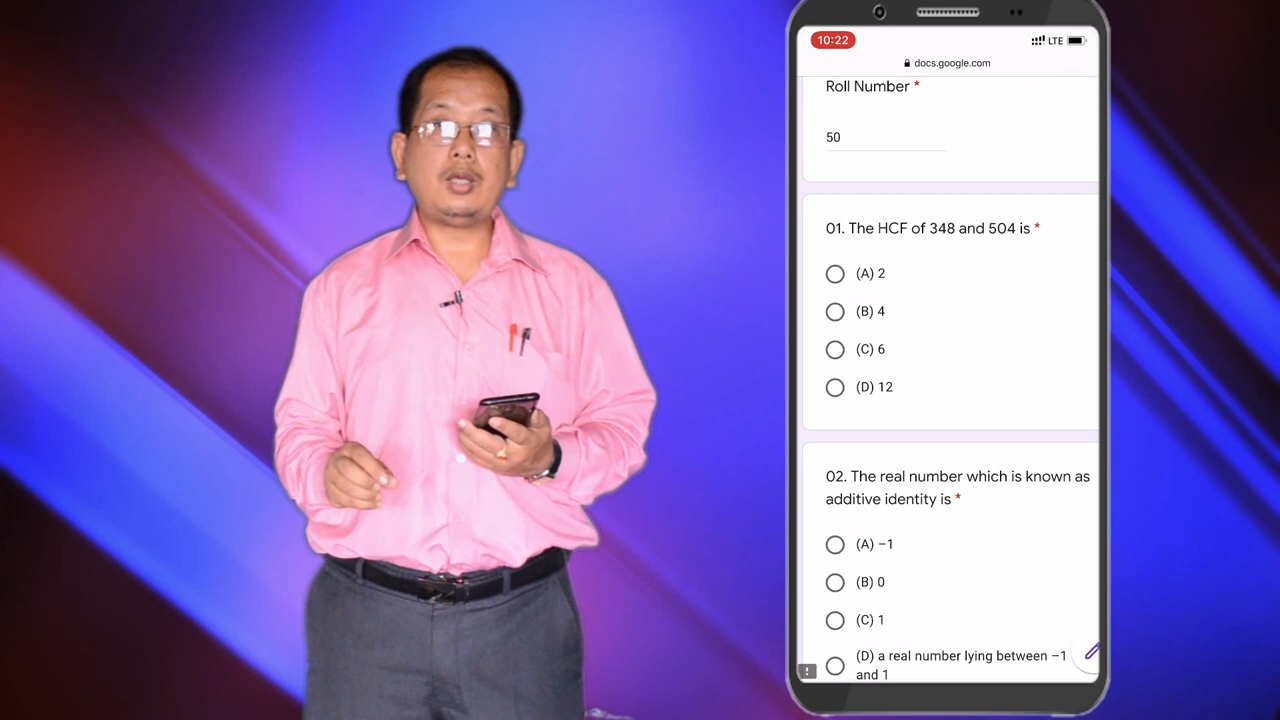 10:22
LTE
docs.google.com
Roll Number *
50
01. The HCF of 348 and 504 is *
(A) 2
(B) 4
(C) 6
(D) 12
02. The real number which is known as
additive identity is *
(A) −1
(B) 0
(C) 1
(D) a real number lying between −1
and 1